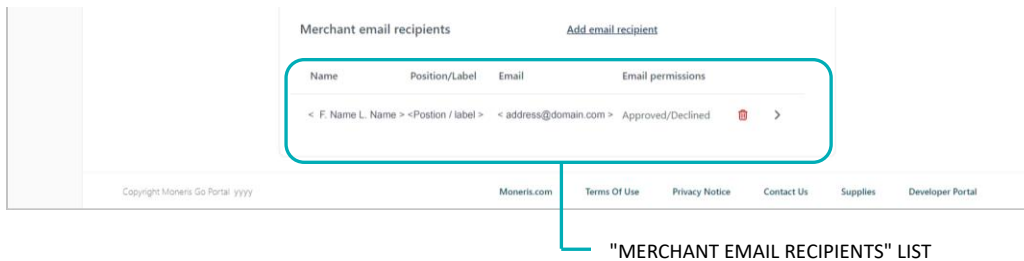 Merchant email recipients Add email recipient
Name Position/Label Email Email permissions
< F. Name L. Name > <Postion / label > < address@domain.com > Approved/Declined
Copyright Moneris Go Portal yyyy Moneris.com Terms Of Use Privacy Notice Contact Us Supplies Developer Portal
"MERCHANT EMAIL RECIPIENTS" LIST